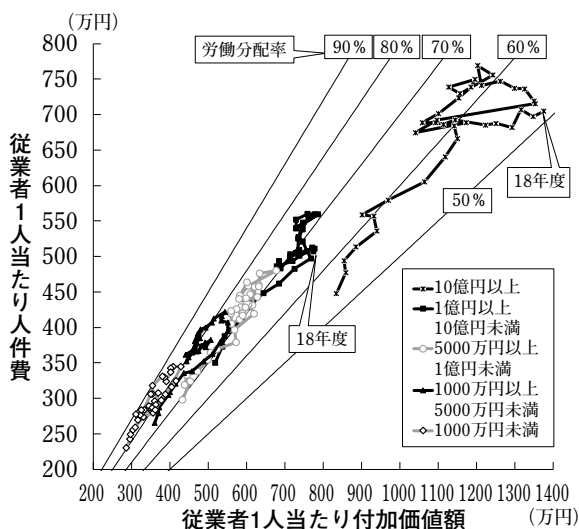 (万円)
労働分配率
90%
80%
70%
60%
50%
800
750
700
650
600
550
500
450
400
350
300
250
200
従業者1人当たり人件費
18年度
18年度
10億円以上
1億円以上
10億円未満
5000万円以上
1億円未満
1000万円以上
5000万円未満
1000万円未満
200 300 400 500 600 700 800 900 1000 1100 1200 1300 1400
従業者1人当たり付加価値額
(万円)